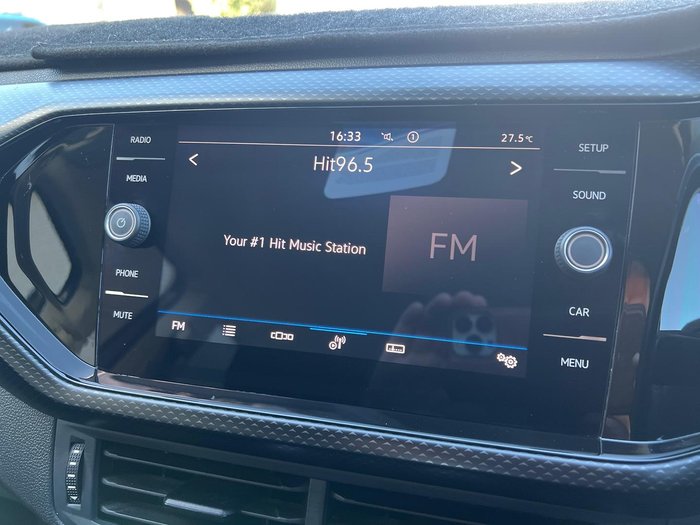 RADIO
MEDIA
PHONE
MUTE
16:33
27.5°C
Hit96.5
Your #1 Hit Music Station
FM
FM
SETUP
SOUND
CAR
MENU